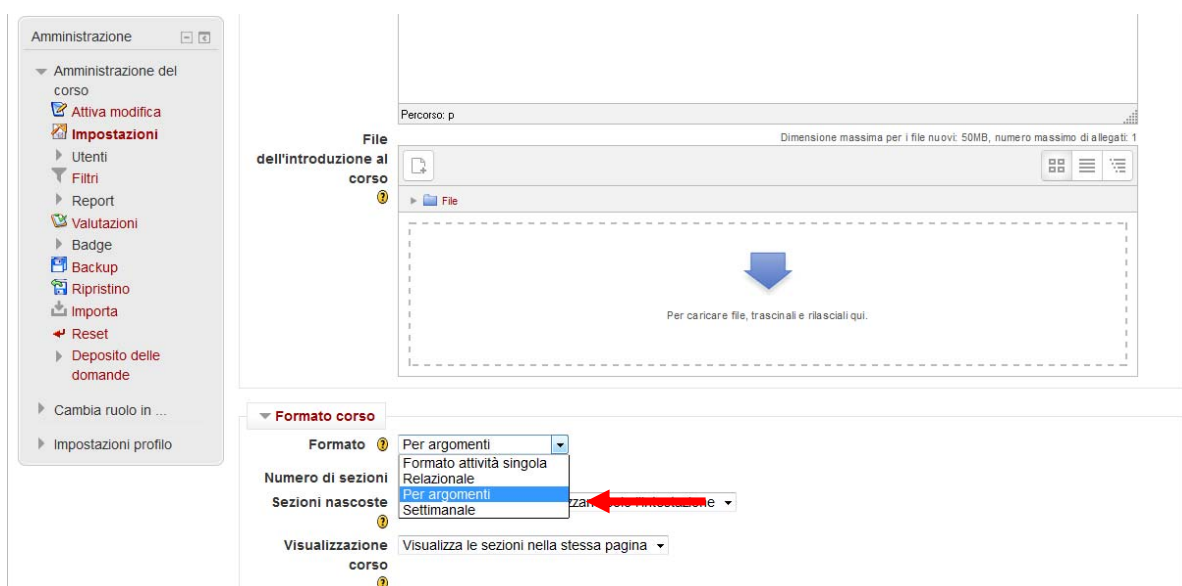 Amministrazione
Amministrazione del
corso
Attiva modifica
Impostazioni
Utenti
Filtri
Report
Valutazioni
Badge
Backup
Ripristino
Importa
Reset
Deposito delle
domande
Cambia ruolo in ...
Impostazioni profilo
Percorso: p
Dimensione massima per i file nuovi: 50MB, numero massimo di allegati: 1
File
dell'introduzione al
corso
File
Per caricare file, trascinali e rilasciali qui.
Formato corso
Formato Per argomenti
Formato attività singola
Numero di sezioni Relazionale
Per argomenti
Sezioni nascoste
Settimanale
Visualizzazione Visualizza le sezioni nella stessa pagina
corso